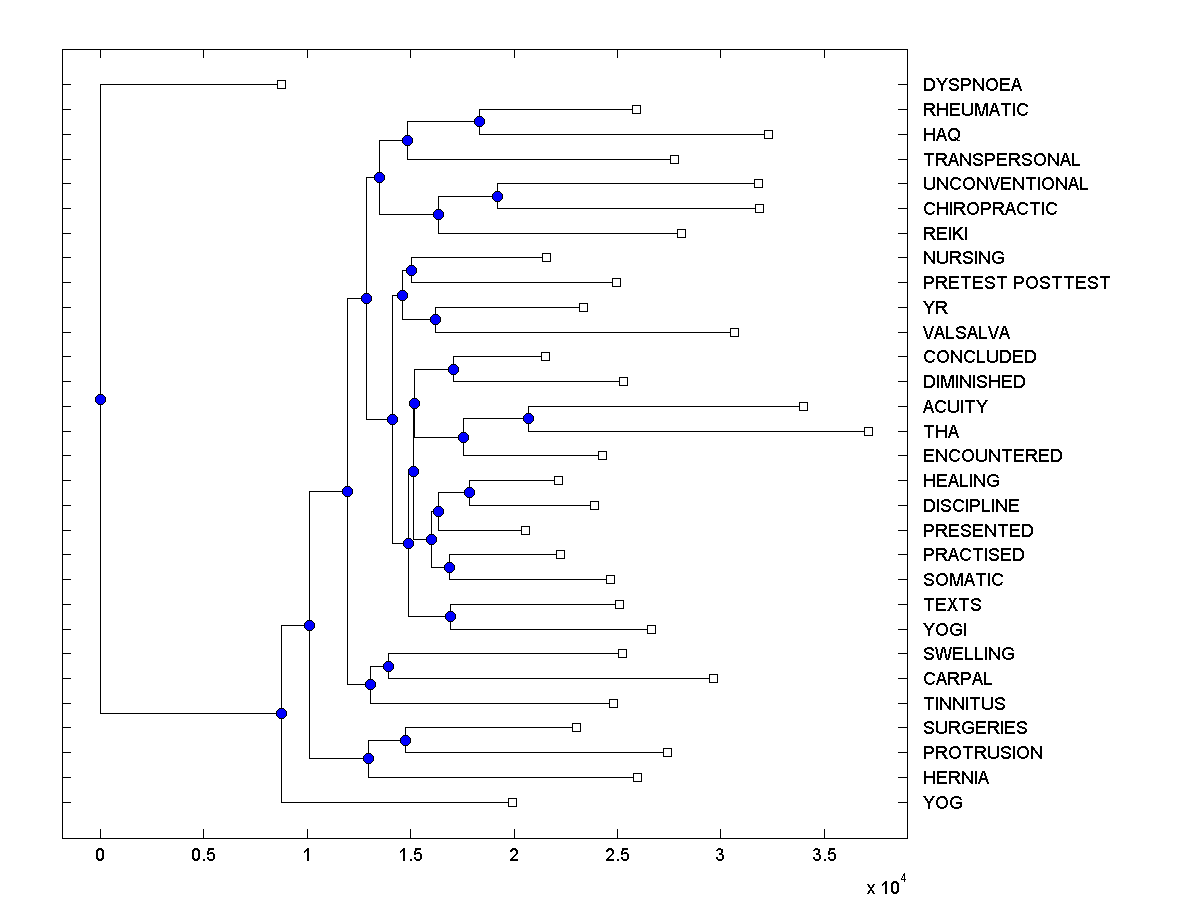 DYSPNOEA
RHEUMATIC
HAQ
TRANSPERSONAL
UNCONVENTIONAL
CHIROPRACTIC
REIKI
NURSING
PRETEST POSTTEST
YR
VALSALVA
CONCLUDED
DIMINISHED
ACUITY
THA
ENCOUNTERED
HEALING
DISCIPLINE
PRESENTED
PRACTISED
SOMATIC
TEXTS
YOGI
SWELLING
CARPAL
TINNITUS
SURGERIES
PROTRUSION
HERNIA
YOG
0 0.5 1 1.5 2 2.5 3 3.5
x 10^4